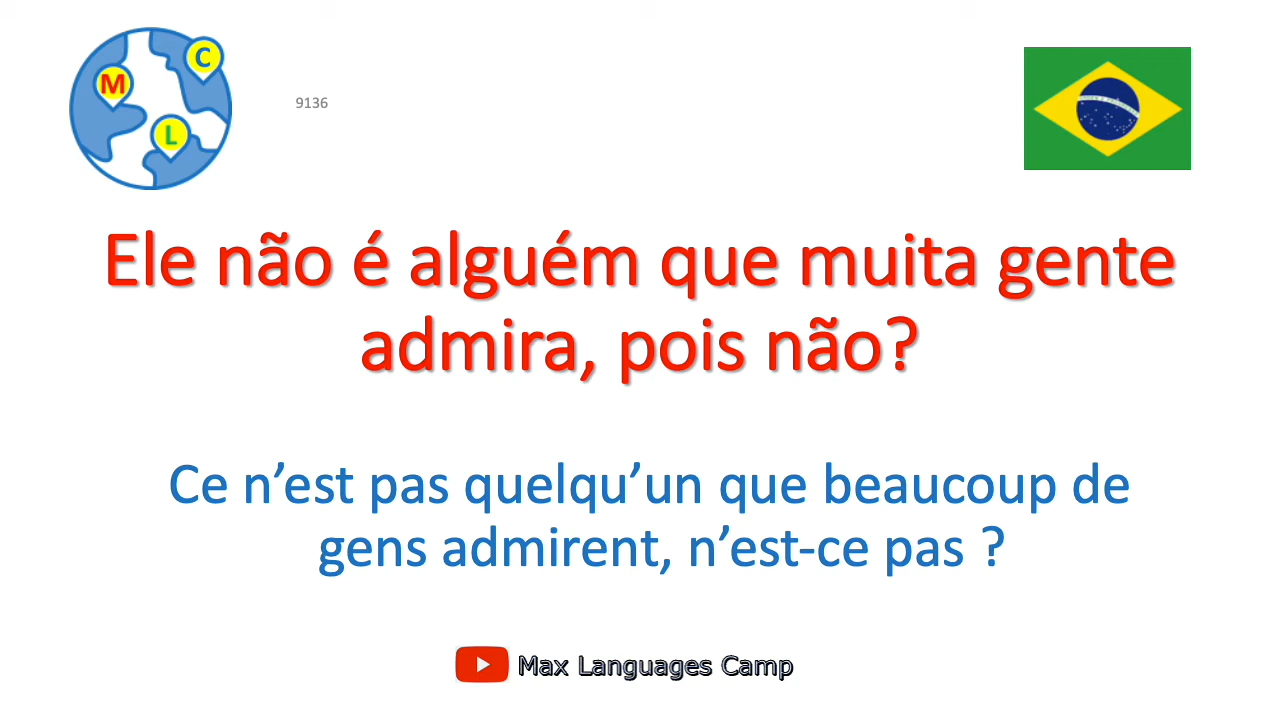 M
C
L
9136
Ele não é alguém que muita gente
admira, pois não?
Ce n’est pas quelqu’un que beaucoup de
gens admirent, n’est-ce pas ?
Max Languages Camp